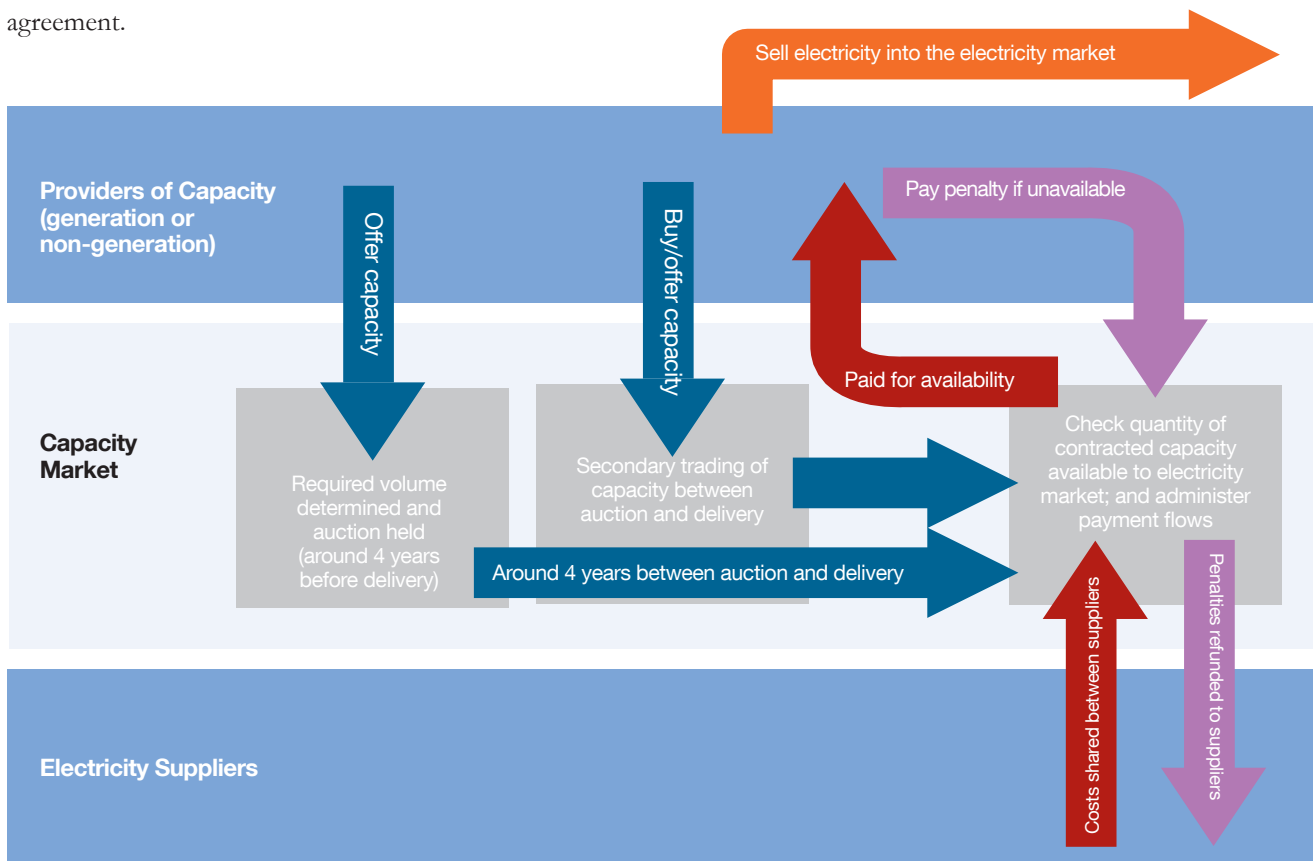 agreement.
Sell electricity into the electricity market
Providers of Capacity
(generation or
non-generation)
Offer capacity
Buy/offer capacity
Pay penalty if unavailable
Paid for availability
Capacity
Market
Required volume
determined and
auction held
(around 4 years
before delivery)
Secondary trading of
capacity between
auction and delivery
Check quantity of
contracted capacity
available to electricity
market; and administer
payment flows
Around 4 years between auction and delivery
Costs shared between suppliers
Penalties refunded to suppliers
Electricity Suppliers